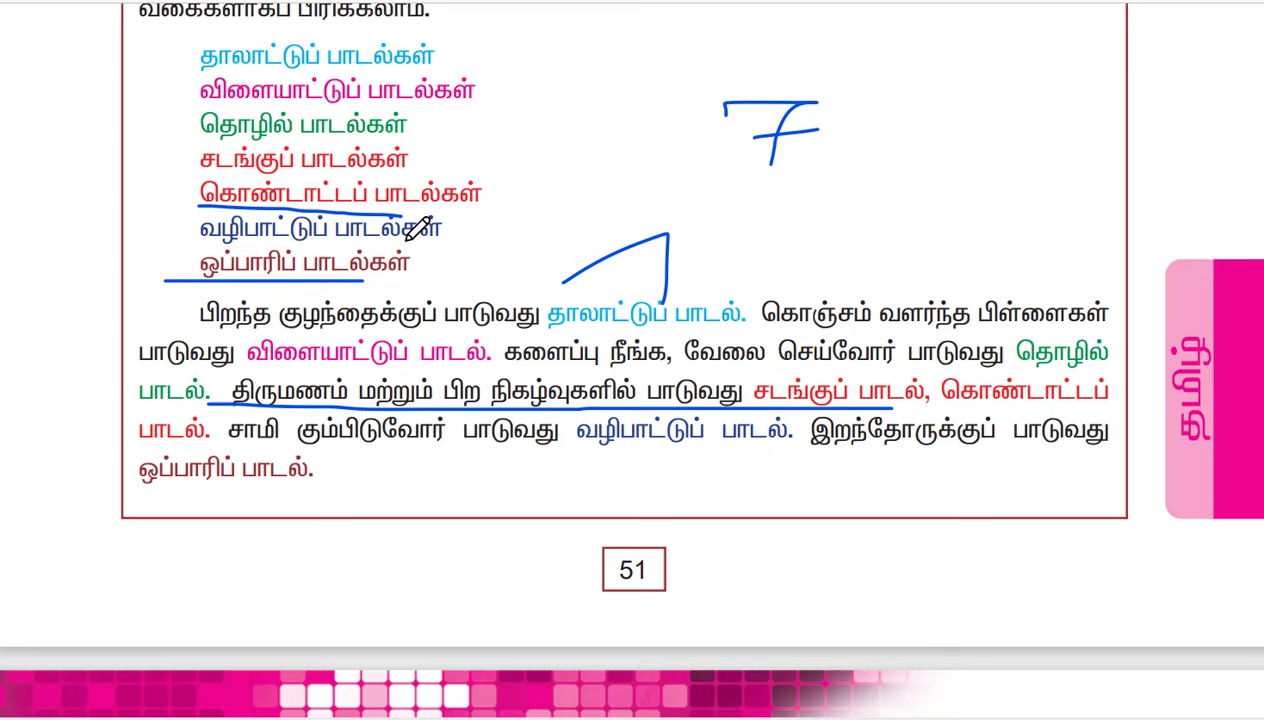 வகைகளாகப் பிரிக்கலாம்.
தாலாட்டுப் பாடல்கள்
விளையாட்டுப் பாடல்கள்
7
தொழில் பாடல்கள்
சடங்குப் பாடல்கள்
கொண்டாட்டப் பாடல்கள்
வழிபாட்டுப் பாடல்கள்
ஒப்பாரிப் பாடல்கள்
பிறந்த குழந்தைக்குப் பாடுவது தாலாட்டுப் பாடல். கொஞ்சம் வளர்ந்த பிள்ளைகள்
பாடுவது விளையாட்டுப் பாடல். களைப்பு நீங்க, வேலை செய்வோர் பாடுவது தொழில்
பாடல். திருமணம் மற்றும் பிற நிகழ்வுகளில் பாடுவது சடங்குப் பாடல், கொண்டாட்டப்
பாடல். சாமி கும்பிடுவோர் பாடுவது வழிபாட்டுப் பாடல். இறந்தோருக்குப் பாடுவது
ஒப்பாரிப் பாடல்.
தமிழ்
51